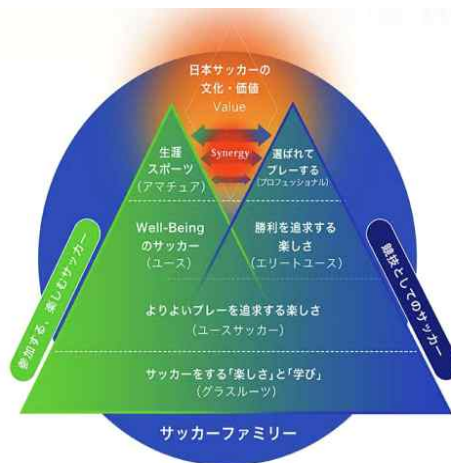 日本サッカーの
文化・価値
Value
Synergy
生涯
スポーツ
(アマチュア)
選ばれて
プレーする
(プロフェッショナル)
Well-Being
のサッカー
(ユース)
勝利を追求する
楽しさ
(エリートユース)
参加する、楽しむサッカー
競技としてのサッカー
よりよいプレーを追求する楽しさ
(ユースサッカー)
サッカーをする「楽しさ」と「学び」
(グラスルーツ)
サッカーファミリー